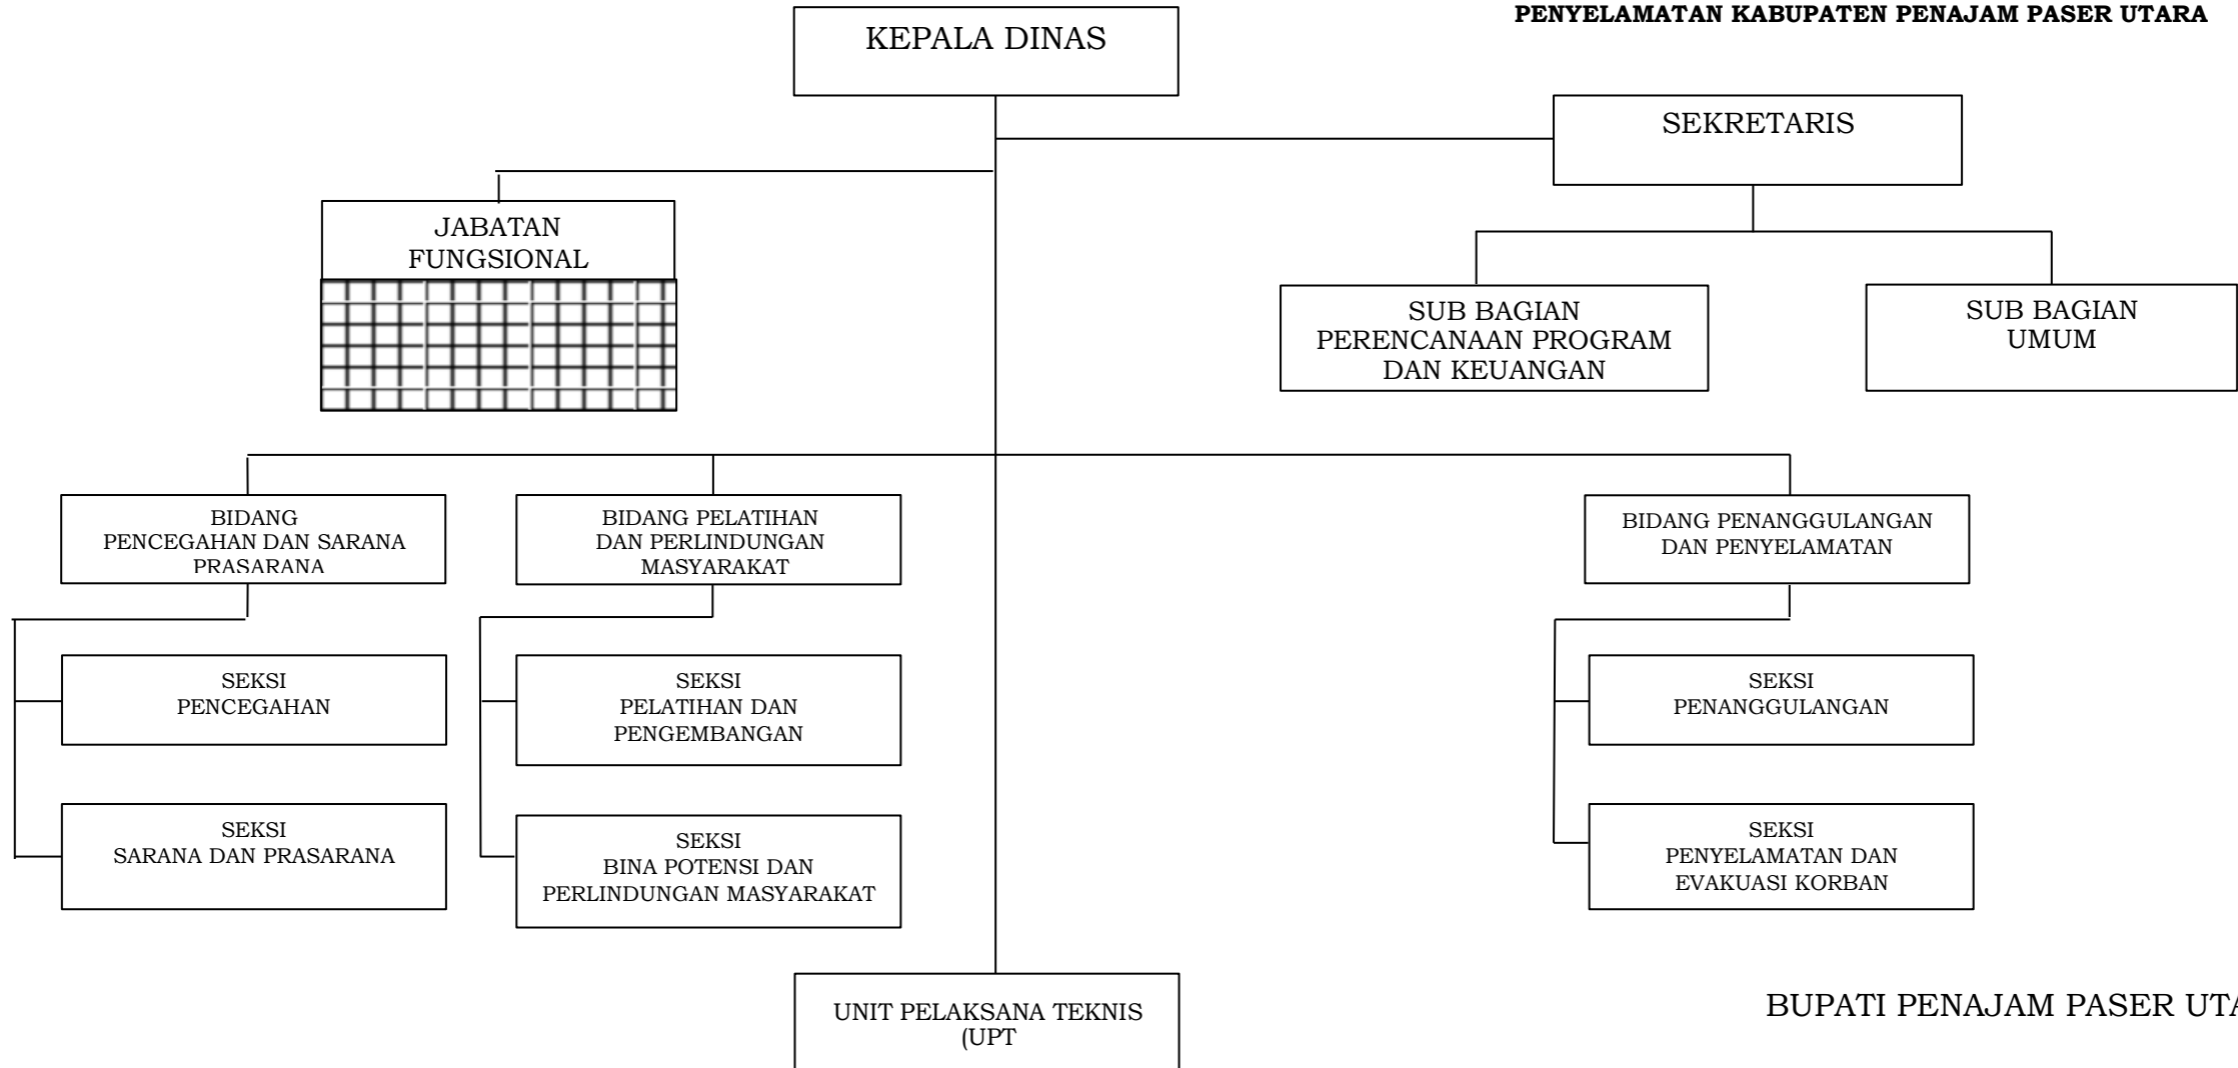 PENYELAMATAN KABUPATEN PENAJAM PASER UTARA
KEPALA DINAS
SEKRETARIS
JABATAN
FUNGSIONAL
SUB BAGIAN
PERENCANAAN PROGRAM
DAN KEUANGAN
SUB BAGIAN
UMUM
BIDANG
PENCEGAHAN DAN SARANA
PRASARANA
BIDANG PELATIHAN
DAN PERLINDUNGAN
MASYARAKAT
BIDANG PENANGGULANGAN
DAN PENYELAMATAN
SEKSI
PENCEGAHAN
SEKSI
PELATIHAN DAN
PENGEMBANGAN
SEKSI
PENANGGULANGAN
SEKSI
SARANA DAN PRASARANA
SEKSI
BINA POTENSI DAN
PERLINDUNGAN MASYARAKAT
SEKSI
PENYELAMATAN DAN
EVAKUASI KORBAN
UNIT PELAKSANA TEKNIS
(UPT
BUPATI PENAJAM PASER UTA